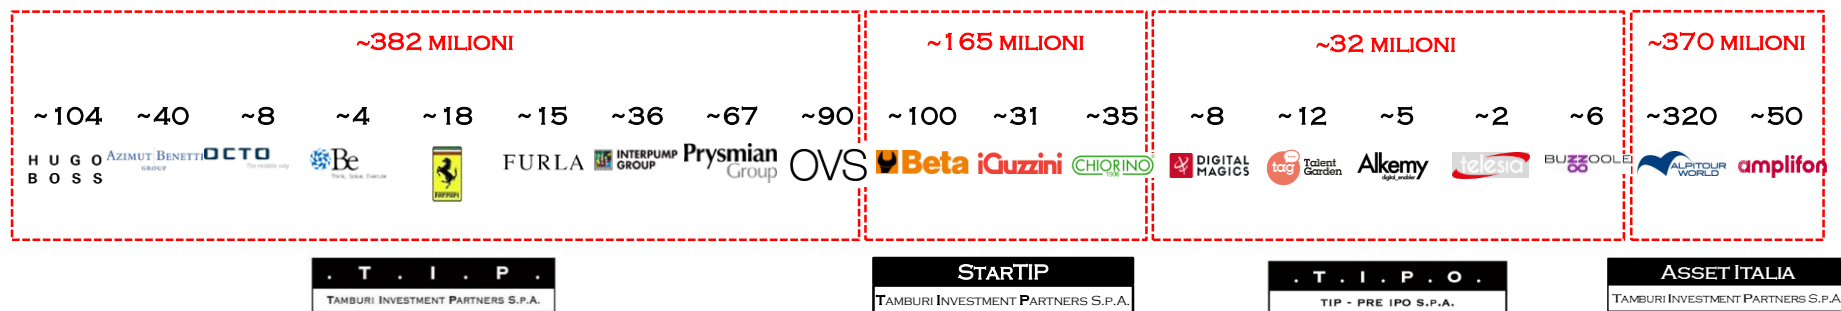 ~382 MILIONI
~165 MILIONI
~32 MILIONI
~370 MILIONI
~104 ~40 ~8 ~4 ~18 ~15 ~36 ~67 ~90 ~100 ~31 ~35 ~8 ~12 ~5 ~2 ~6 ~320 ~50
HUGO
BOSS
AZIMUT BENETTI
GROUP
OCTO
Be
Ferrari
FURLA
INTERPUMP
GROUP
Prysmian
Group
OVS
Beta
iGuzzini
CHIORINO
1906
DIGITAL
MAGICS
tag
Talent
Garden
Alkemy
digital_enabler
telesia
BUZZOOLE
ALPITOUR
WORLD
amplifon
. T . I . P .
TAMBURI INVESTMENT PARTNERS S.P.A.
STARTIP
TAMBURI INVESTMENT PARTNERS S.P.A.
. T . I . P . O .
TIP - PRE IPO S.P.A.
ASSET ITALIA
TAMBURI INVESTMENT PARTNERS S.P.A